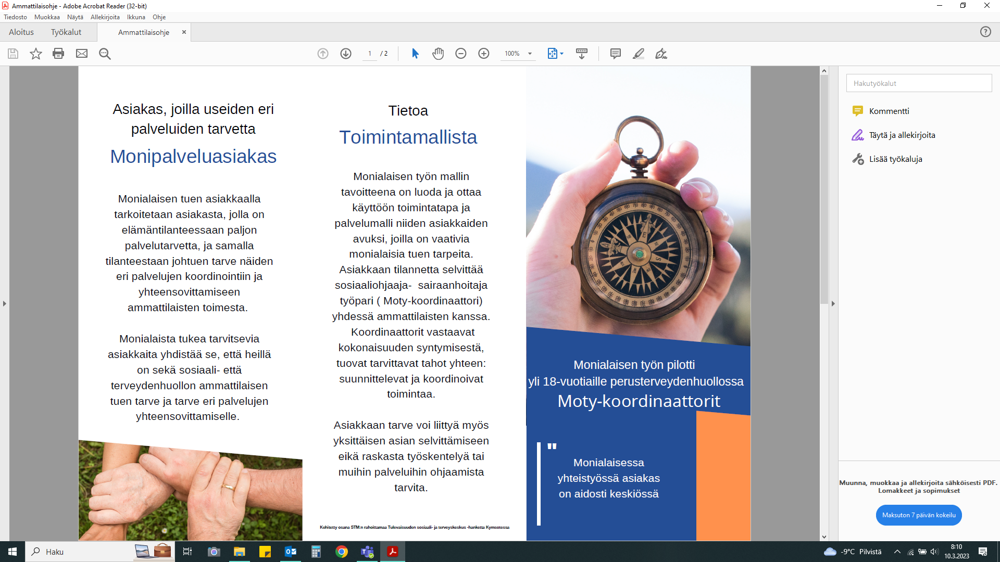 Ammattilaisohje - Adobe Acrobat Reader (32-bit)
Tiedosto Muokkaa Näytä Allekirjoita Ikkuna Ohje
Aloitus Työkalut Ammattilaisohje
1 / 2 100%
Asiakas, joilla useiden eri
palveluiden tarvetta
Monipalveluasiakas
Monialaisen tuen asiakkaalla
tarkoitetaan asiakasta, jolla on
elämäntilanteessaan paljon
palvelutarvetta, ja samalla
tilanteestaan johtuen tarve näiden
eri palvelujen koordinointiin ja
yhteensovittamiseen
ammattilaisten toimesta.
Monialaista tukea tarvitsevia
asiakkaita yhdistää se, että heillä
on sekä sosiaali- että
terveydenhuollon ammattilaisen
tuen tarve ja tarve eri palvelujen
yhteensovittamiselle.
Tietoa
Toimintamallista
Monialaisen työn mallin
tavoitteena on luoda ja ottaa
käyttöön toimintatapa ja
palvelumalli niiden asiakkaiden
avuksi, joilla on vaativia
monialaisia tuen tarpeita.
Asiakkaan tilannetta selvittää
sosiaaliohjaaja- sairaanhoitaja
työpari ( Moty-koordinaattori)
yhdessä ammattilaisten kanssa.
Koordinaattorit vastaavat
kokonaisuuden syntymisestä,
tuovat tarvittavat tahot yhteen:
suunnittelevat ja koordinoivat
toimintaa.
Asiakkaan tarve voi liittyä myös
yksittäisen asian selvittämiseen
eikä raskasta työskentelyä tai
muihin palveluihin ohjaamista
tarvita.
Kehitetty osana STM:n rahoittamaa Tulevaisuuden sosiaali- ja terveyskeskus -hanketta Kymsotessa
Monialaisen työn pilotti
yli 18-vuotiaille perusterveydenhuollossa
Moty-koordinaattorit
"
Monialaisessa
yhteistyössä asiakas
on aidosti keskiössä
Hakutyökalut
Kommentti
Täytä ja allekirjoita
Lisää työkaluja
Muunna, muokkaa ja allekirjoita sähköisesti PDF.
Lomakkeet ja sopimukset
Maksuton 7 päivän kokeilu
Haku
-9°C Pilvistä
8:10
10.3.2023